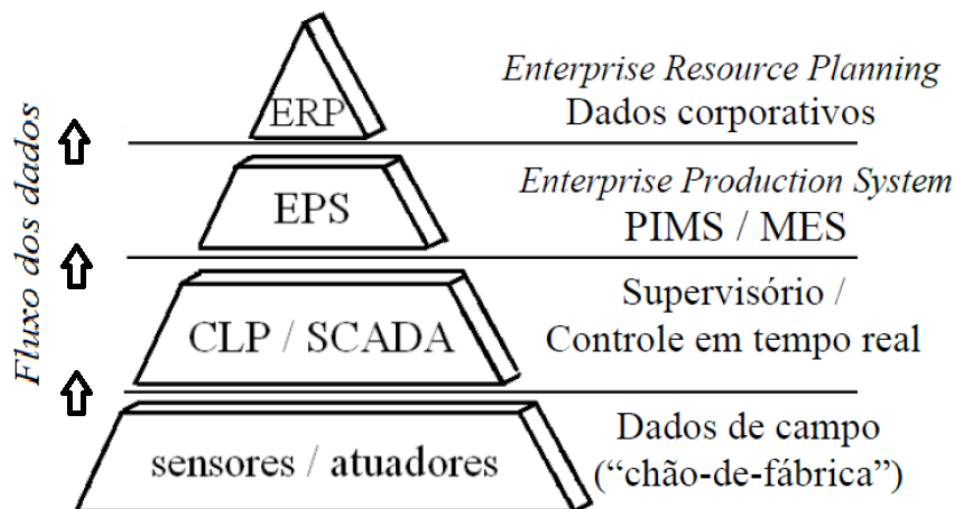 Fluxo dos dados
ERP
Enterprise Resource Planning
Dados corporativos
EPS
Enterprise Production System
PIMS / MES
CLP / SCADA
Supervisório /
Controle em tempo real
sensores / atuadores
Dados de campo
(“chão-de-fábrica”)